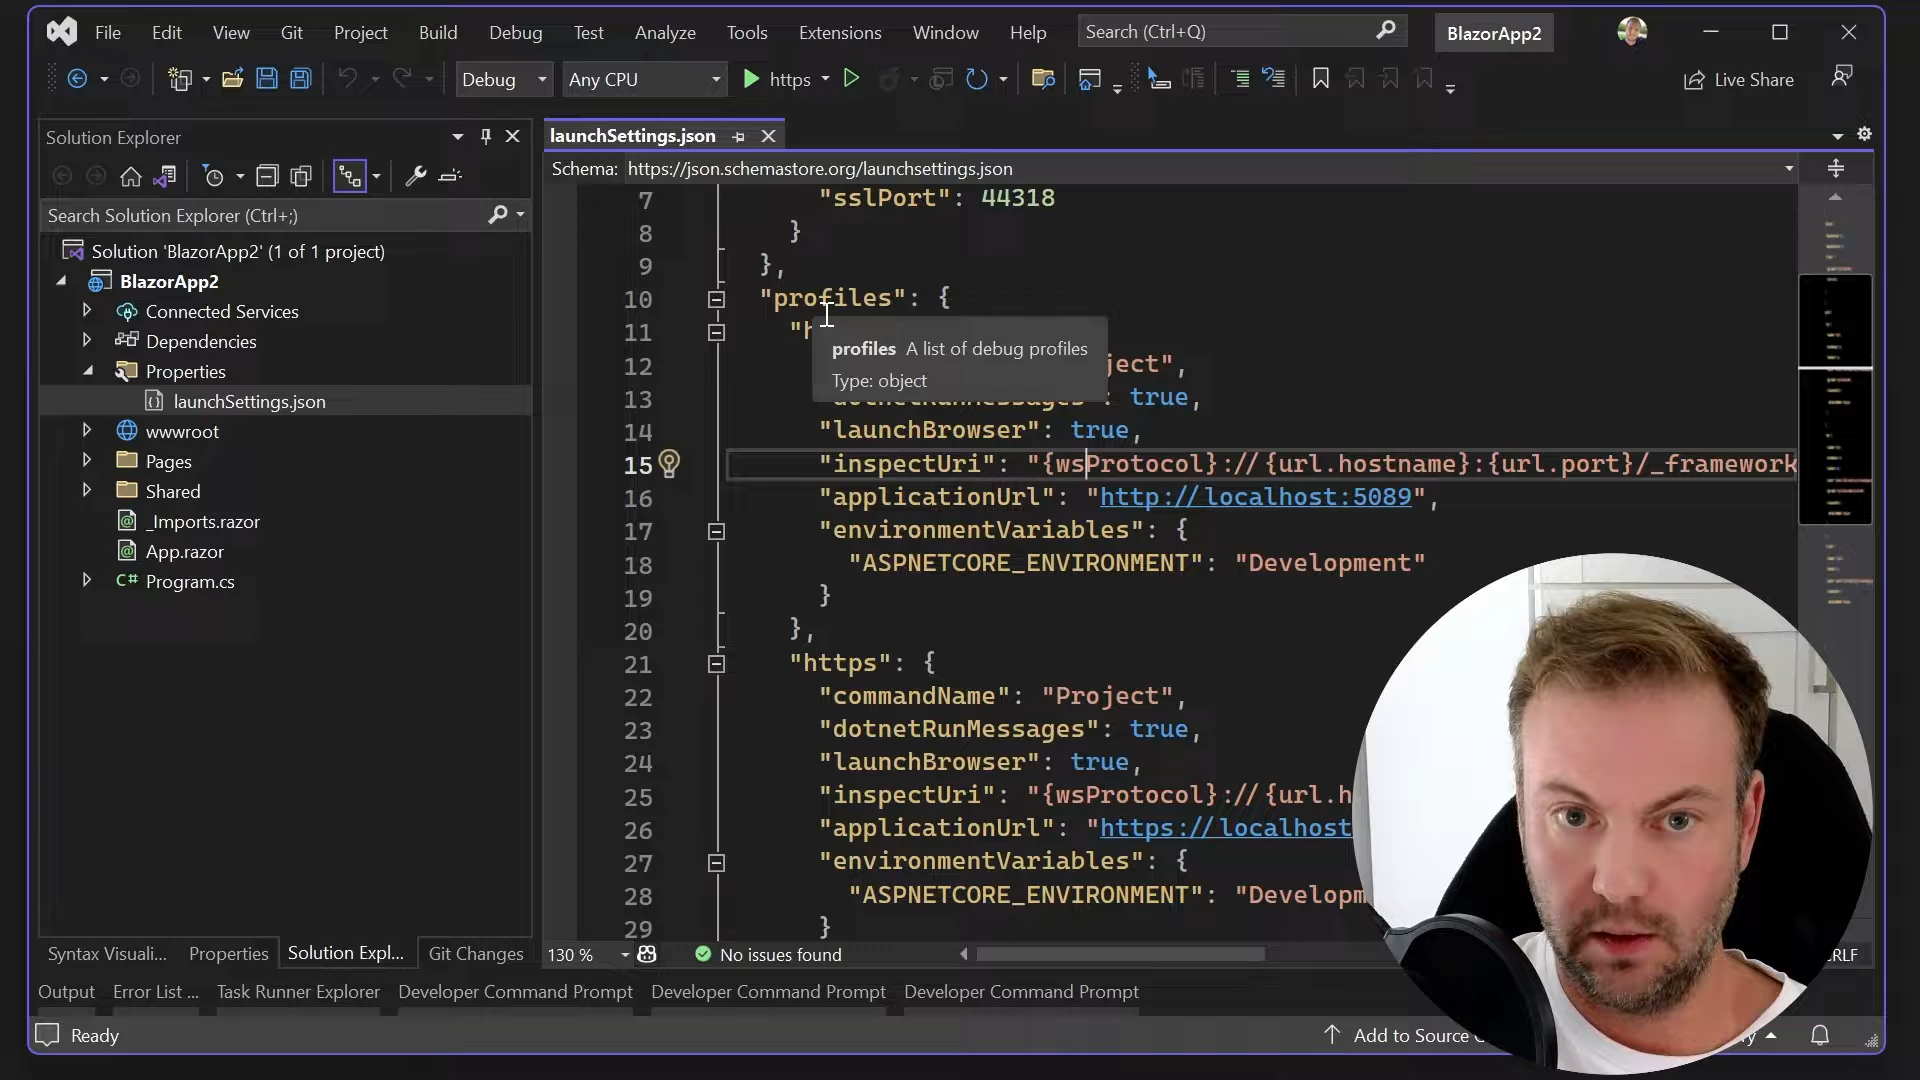 File Edit View Git Project Build Debug Test Analyze Tools Extensions Window Help Search (Ctrl+Q) BlazorApp2
Debug Any CPU https Live Share
Solution Explorer
Search Solution Explorer (Ctrl+;)
Solution 'BlazorApp2' (1 of 1 project)
BlazorApp2
Connected Services
Dependencies
Properties
launchSettings.json
wwwroot
Pages
Shared
_Imports.razor
App.razor
C# Program.cs
Syntax Visuali... Properties Solution Expl... Git Changes
launchSettings.json
Schema: https://json.schemastore.org/launchsettings.json
7 "sslPort": 44318
8 }
9 },
10 "profiles": {
11 "h
profiles A list of debug profiles
Type: object
12 ject",
13 true,
14 "launchBrowser": true,
15 "inspectUri": "{wsProtocol}://{url.hostname}:{url.port}/_framework
16 "applicationUrl": "http://localhost:5089",
17 "environmentVariables": {
18 "ASPNETCORE_ENVIRONMENT": "Development"
19 }
20 },
21 "https": {
22 "commandName": "Project",
23 "dotnetRunMessages": true,
24 "launchBrowser": true,
25 "inspectUri": "{wsProtocol}://{url.h
26 "applicationUrl": "https://localhost
27 "environmentVariables": {
28 "ASPNETCORE_ENVIRONMENT": "Developm
29 }
130 % No issues found CRLF
Output Error List ... Task Runner Explorer Developer Command Prompt Developer Command Prompt Developer Command Prompt
Ready Add to Source C